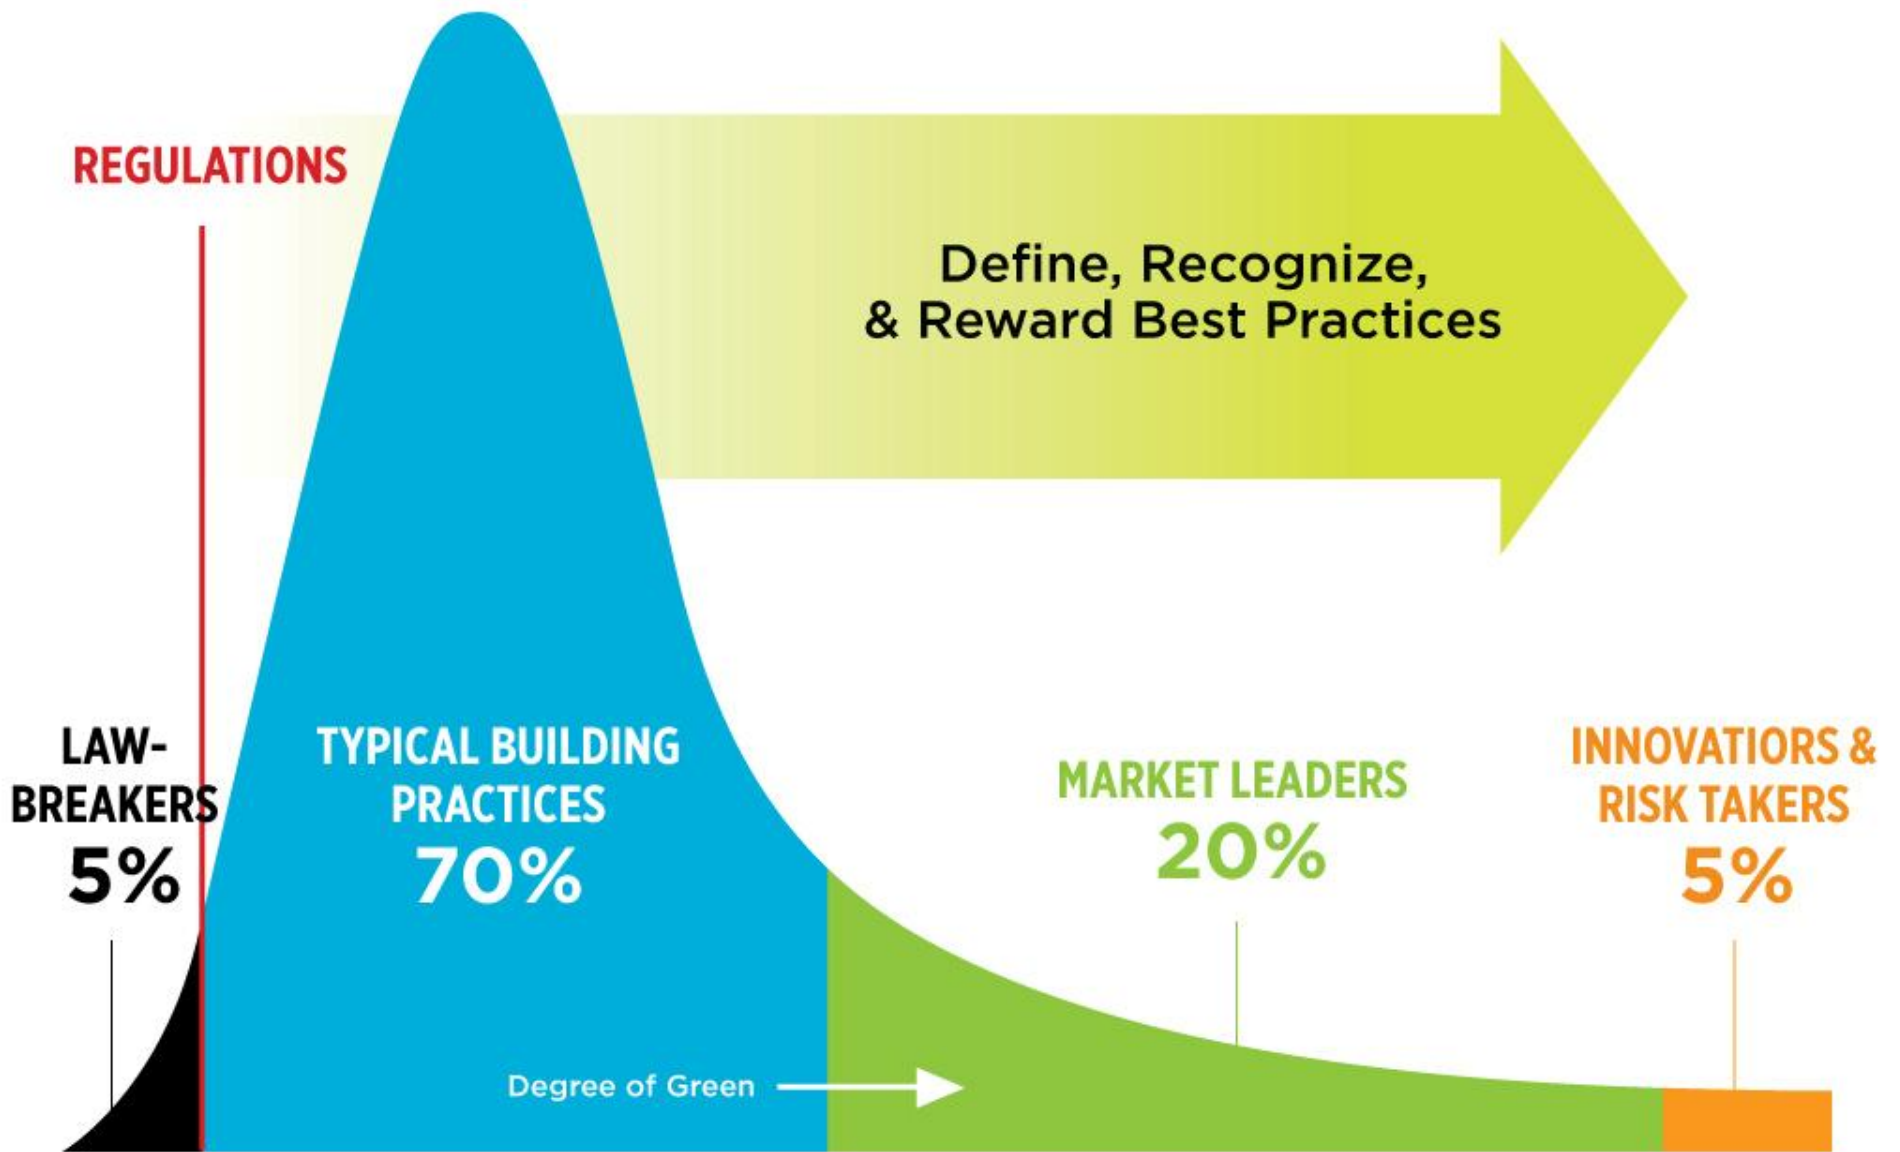 REGULATIONS
Define, Recognize,
& Reward Best Practices
LAW-
BREAKERS
5%
TYPICAL BUILDING
PRACTICES
70%
MARKET LEADERS
20%
INNOVATIORS &
RISK TAKERS
5%
Degree of Green